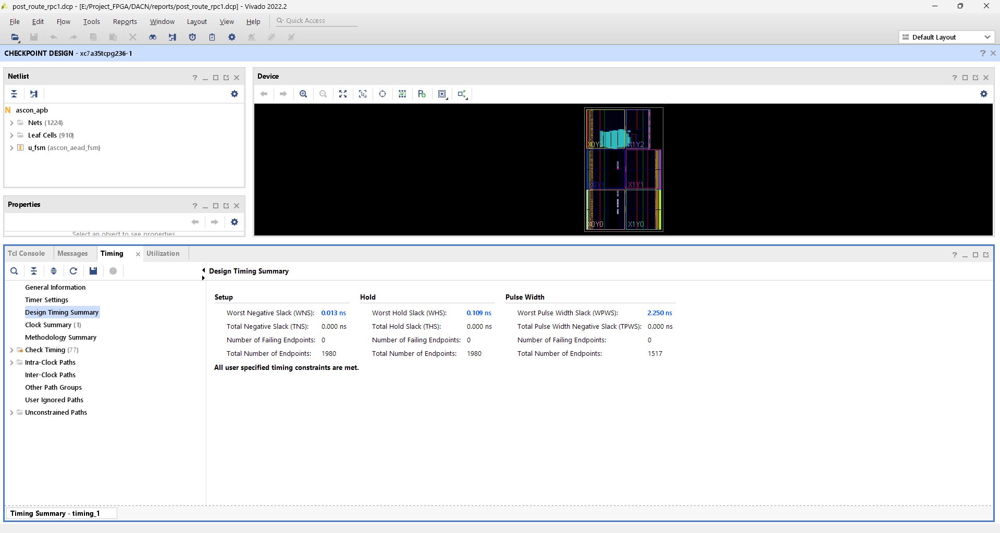 post_route_rpc1.dcp - [E:/Project_FPGA/DACN/reports/post_route_rpc1.dcp] - Vivado 2022.2
File Edit Flow Tools Reports Window Layout View Help Quick Access
Default Layout
CHECKPOINT DESIGN - xc7a35tcpg236-1
Netlist
ascon_apb
Nets (1224)
Leaf Cells (910)
u_fsm (ascon_aead_fsm)
Properties
Select an object to see properties
Device
X0Y2 X1Y2
X0Y1 X1Y1
X0Y0 X1Y0
Tcl Console Messages Timing Utilization
General Information
Timer Settings
Design Timing Summary
Clock Summary (1)
Methodology Summary
Check Timing (77)
Intra-Clock Paths
Inter-Clock Paths
Other Path Groups
User Ignored Paths
Unconstrained Paths
Design Timing Summary
Setup Hold Pulse Width
Worst Negative Slack (WNS): 0.013 ns Worst Hold Slack (WHS): 0.109 ns Worst Pulse Width Slack (WPWS): 2.250 ns
Total Negative Slack (TNS): 0.000 ns Total Hold Slack (THS): 0.000 ns Total Pulse Width Negative Slack (TPWS): 0.000 ns
Number of Failing Endpoints: 0 Number of Failing Endpoints: 0 Number of Failing Endpoints: 0
Total Number of Endpoints: 1980 Total Number of Endpoints: 1980 Total Number of Endpoints: 1517
All user specified timing constraints are met.
Timing Summary - timing_1